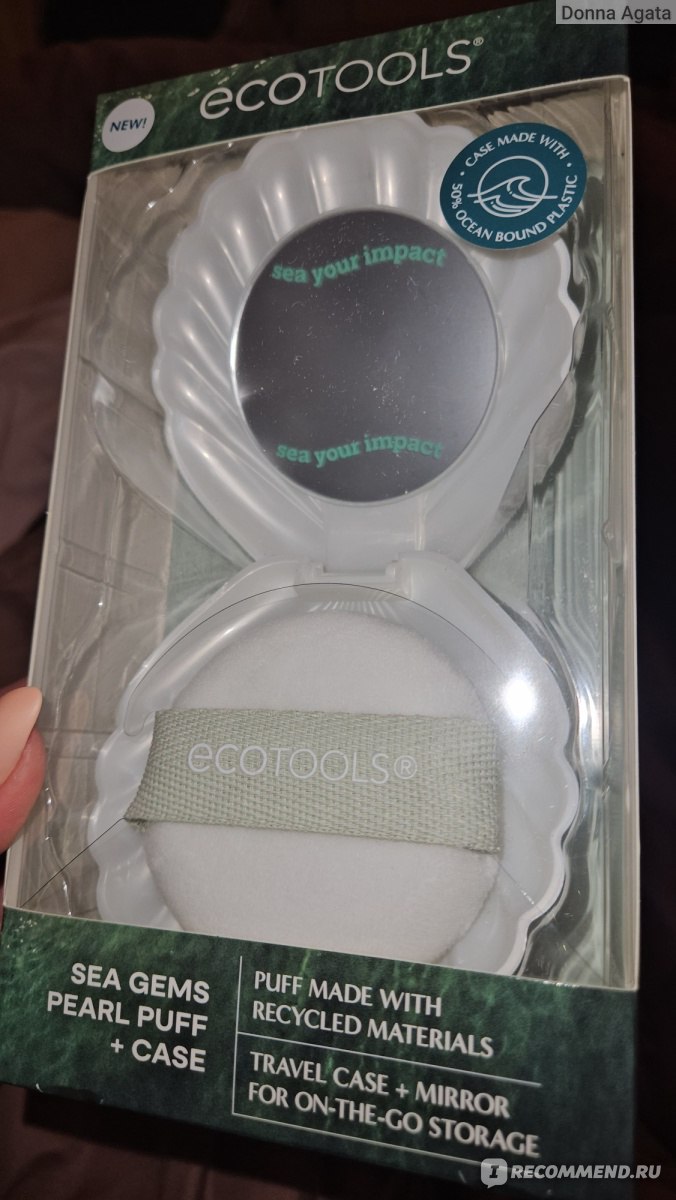 Donna Agata
ecoTOOLS®
NEW!
• CASE MADE WITH •
50% OCEAN BOUND PLASTIC
sea your impact
sea your impact
ecoTOOLS®
SEA GEMS
PEARL PUFF
+ CASE
PUFF MADE WITH
RECYCLED MATERIALS
TRAVEL CASE + MIRROR
FOR ON-THE-GO STORAGE
RECOMMEND.RU